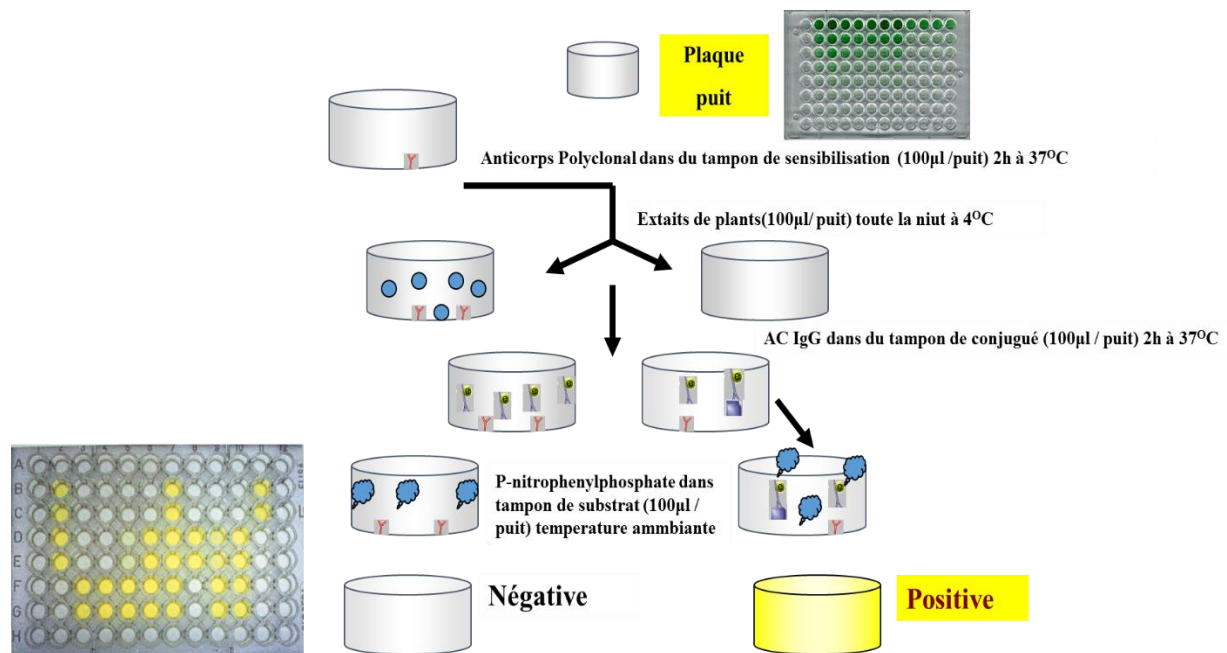 Plaque
puit
Anticorps Polyclonal dans du tampon de sensibilisation (100µl /puit) 2h à 37ᴼC
Extaits de plants(100µl/ puit) toute la niut à 4ᴼC
AC IgG dans du tampon de conjugué (100µl / puit) 2h à 37ᴼC
P-nitrophenylphosphate dans
tampon de substrat (100µl /
puit) temperature ammbiante
A
B
C
D
E
F
G
H
Négative
Positive